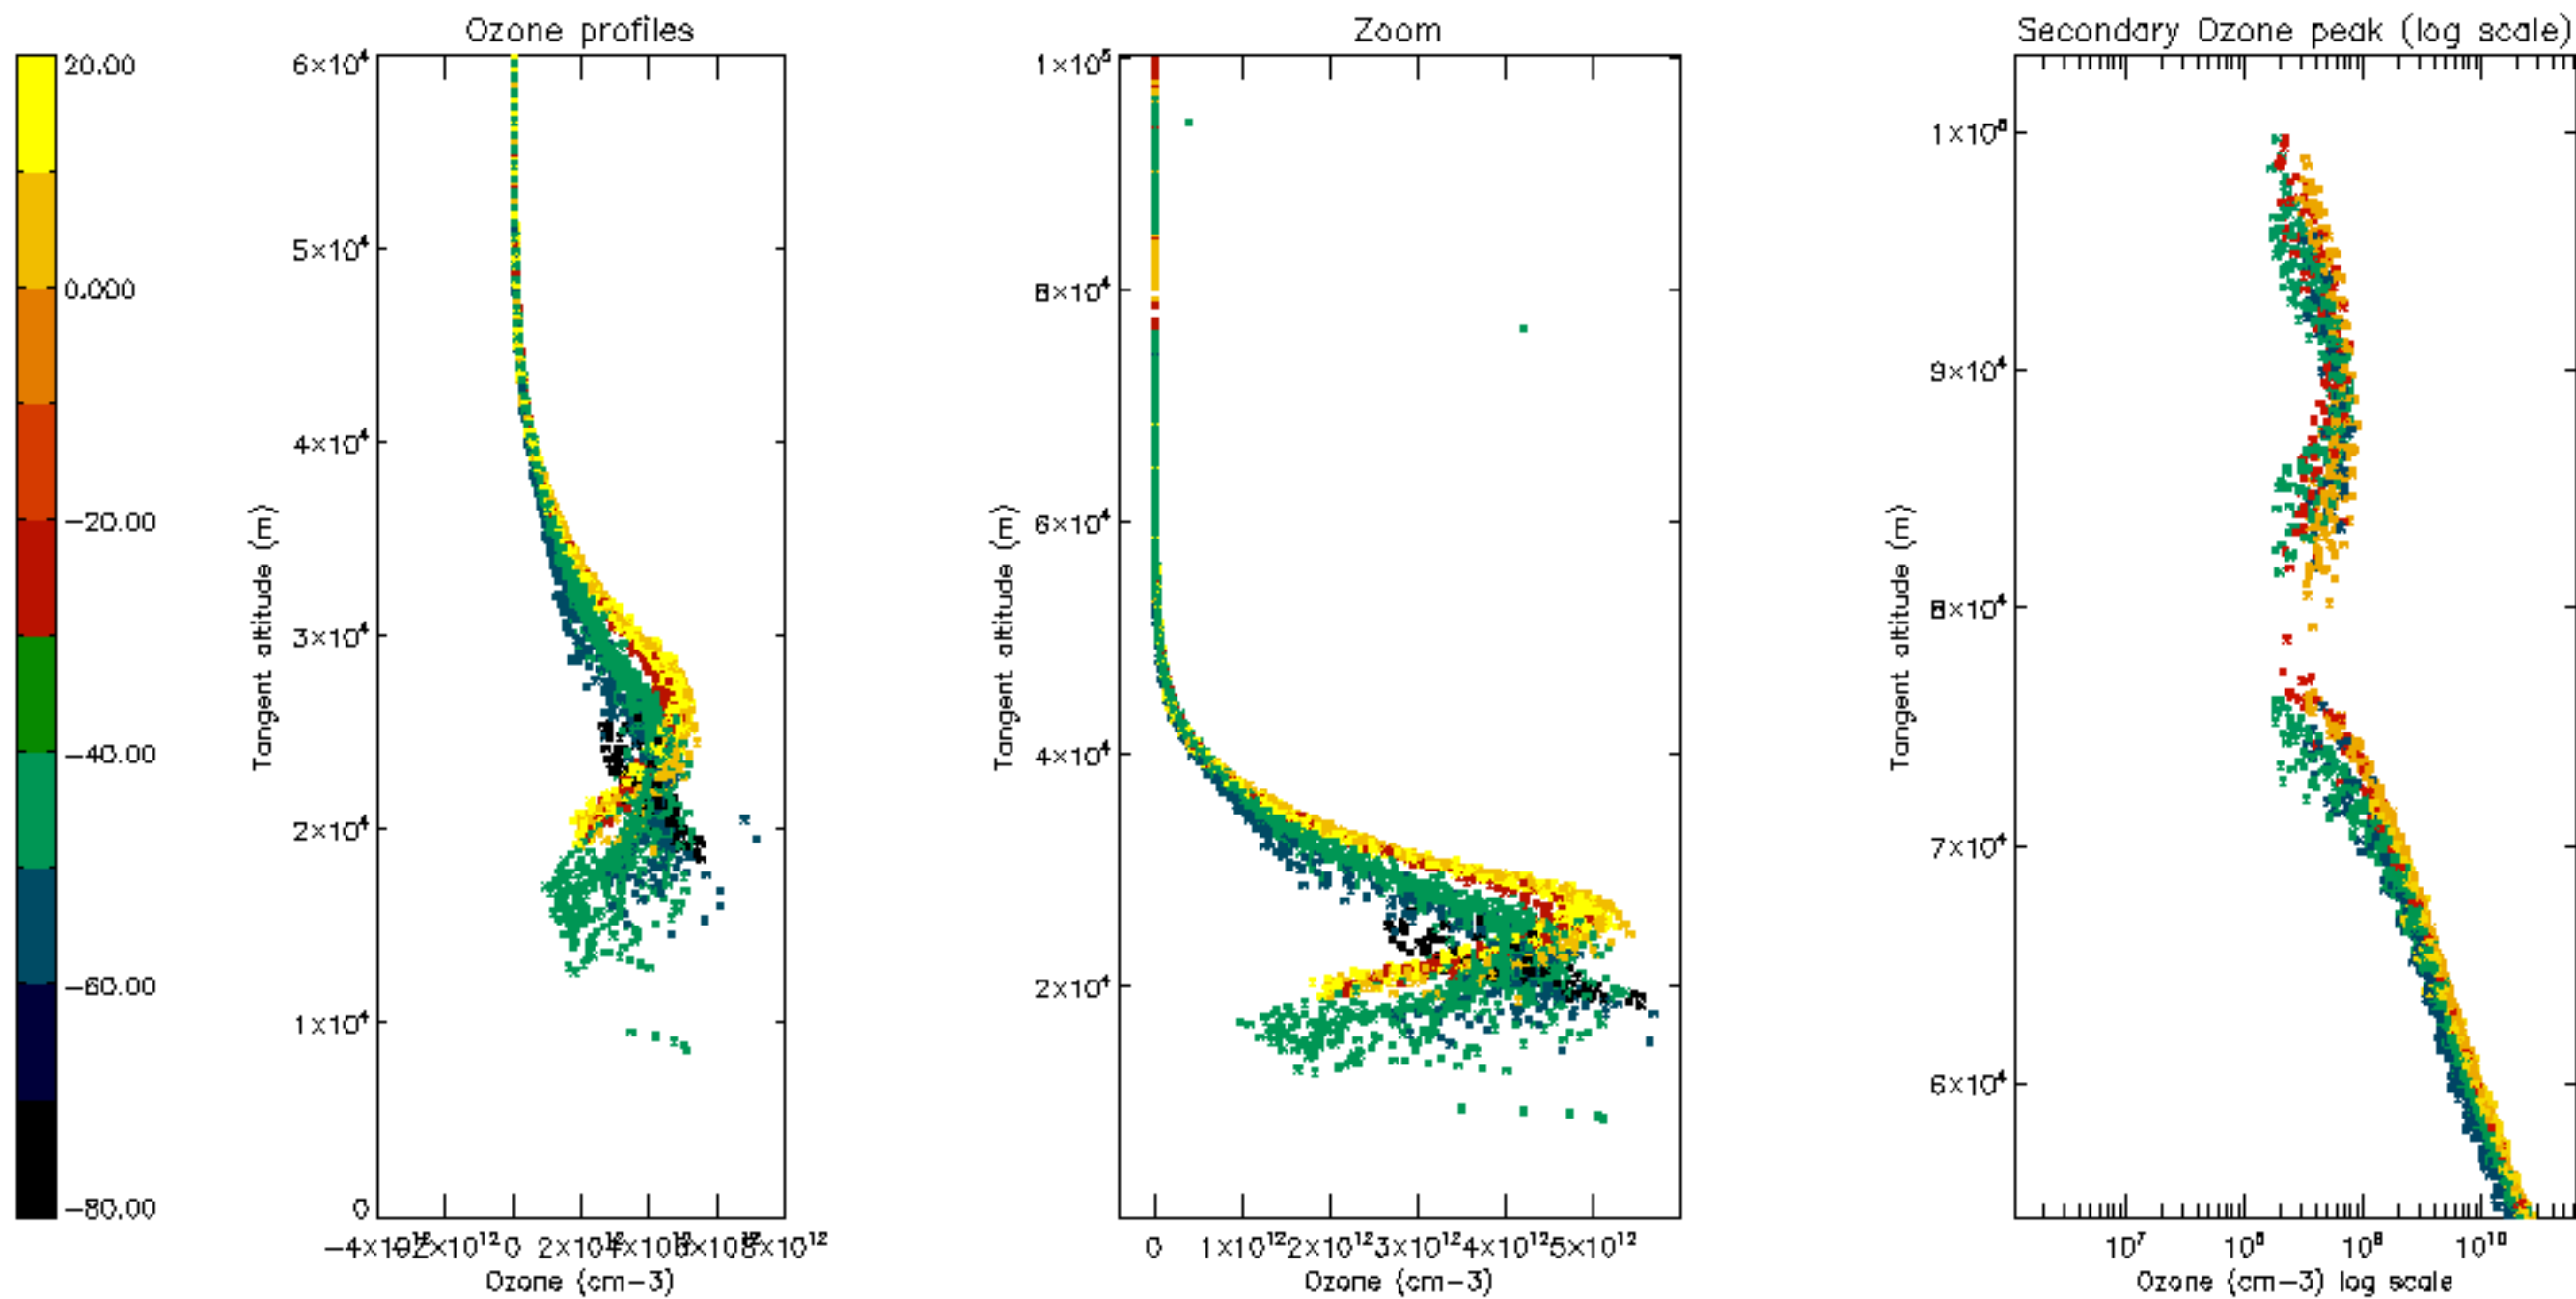 Ozone profiles
Zoom
Secondary Ozone peak (log scale)
20.00
0.000
−20.00
−40.00
−60.00
−80.00
6×10⁴
5×10⁴
4×10⁴
3×10⁴
2×10⁴
1×10⁴
0
Tangent altitude (m)
0
8×10¹²
Ozone (cm−3)
1×10⁵
8×10⁴
6×10⁴
4×10⁴
2×10⁴
Tangent altitude (m)
0 1×10¹² 2×10¹² 3×10¹² 4×10¹² 5×10¹²
Ozone (cm−3)
9×10⁴
8×10⁴
7×10⁴
6×10⁴
Tangent altitude (m)
10⁷ 10⁸ 10⁹ 10¹⁰
Ozone (cm−3) log scale